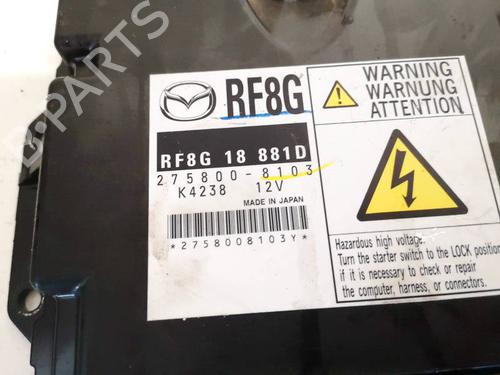 B-PARTS
RF8G
RF8G 18 881D
275800-8103
K4238 12V
MADE IN JAPAN
*2758008103Y*
WARNING
WARNUNG
ATTENTION
Hazardous high voltage.
Turn the starter switch to the LOCK position
if it is necessary to check or repair
the computer, harness, or connectors.